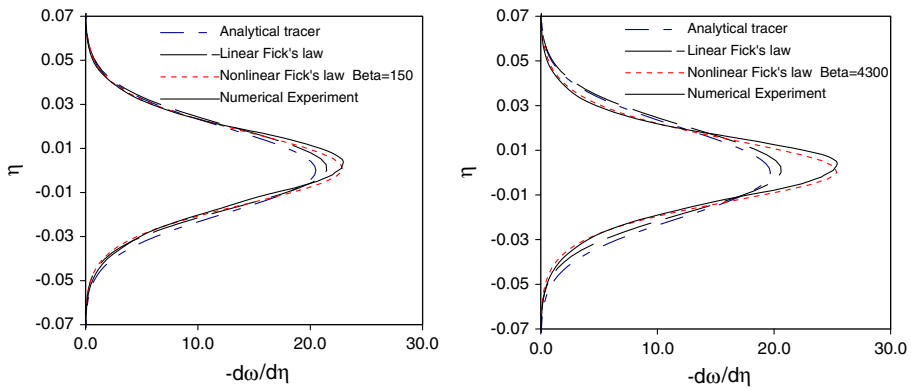 0.07
0.05
0.03
0.01
-0.01
-0.03
-0.05
-0.07
η
0.0 10.0 20.0 30.0
-dω/dη
Analytical tracer
Linear Fick's law
Nonlinear Fick's law Beta=150
Numerical Experiment
0.07
0.05
0.03
0.01
-0.01
-0.03
-0.05
-0.07
η
0.0 10.0 20.0 30.0
-dω/dη
Analytical tracer
Linear Fick's law
Nonlinear Fick's law Beta=4300
Numerical Experiment